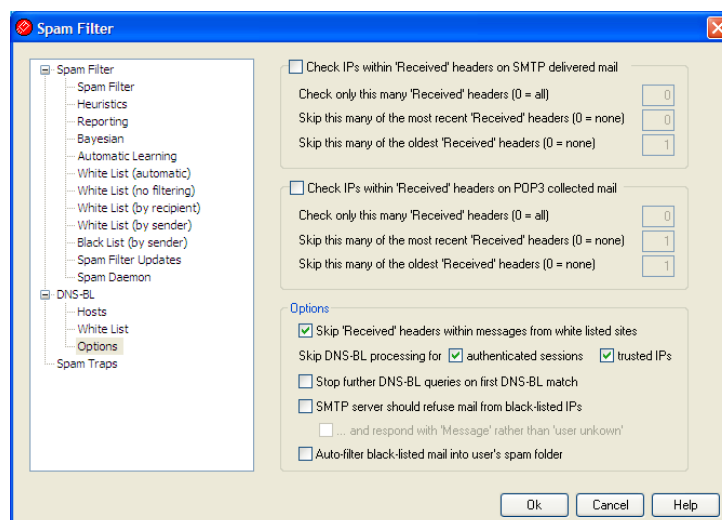 Spam Filter
Spam Filter
Spam Filter
Heuristics
Reporting
Bayesian
Automatic Learning
White List (automatic)
White List (no filtering)
White List (by recipient)
White List (by sender)
Black List (by sender)
Spam Filter Updates
Spam Daemon
DNS-BL
Hosts
White List
Options
Spam Traps
Check IPs within 'Received' headers on SMTP delivered mail
Check only this many 'Received' headers (0 = all) 0
Skip this many of the most recent 'Received' headers (0 = none) 0
Skip this many of the oldest 'Received' headers (0 = none) 1
Check IPs within 'Received' headers on POP3 collected mail
Check only this many 'Received' headers (0 = all) 0
Skip this many of the most recent 'Received' headers (0 = none) 1
Skip this many of the oldest 'Received' headers (0 = none) 1
Options
Skip 'Received' headers within messages from white listed sites
Skip DNS-BL processing for authenticated sessions trusted IPs
Stop further DNS-BL queries on first DNS-BL match
SMTP server should refuse mail from black-listed IPs
... and respond with 'Message' rather than 'user unkown'
Auto-filter black-listed mail into user's spam folder
Ok Cancel Help